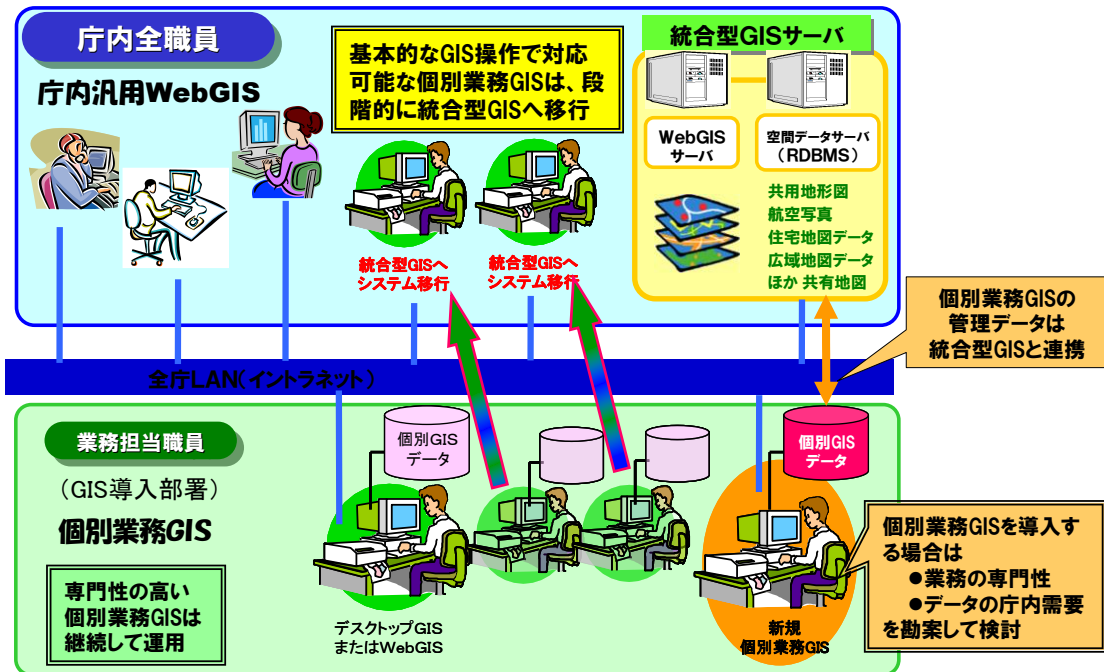 庁内全職員
庁内汎用WebGIS
基本的なGIS操作で対応
可能な個別業務GISは、段
階的に統合型GISへ移行
統合型GISサーバ
WebGIS
サーバ
空間データサーバ
(RDBMS)
共用地形図
航空写真
住宅地図データ
広域地図データ
ほか 共有地図
統合型GISへ
システム移行
統合型GISへ
システム移行
個別業務GISの
管理データは
統合型GISと連携
全庁LAN(イントラネット)
業務担当職員
(GIS導入部署)
個別業務GIS
専門性の高い
個別業務GISは
継続して運用
個別GIS
データ
個別GIS
データ
デスクトップGIS
またはWebGIS
新規
個別業務GIS
個別業務GISを導入す
る場合は
●業務の専門性
●データの庁内需要
を勘案して検討